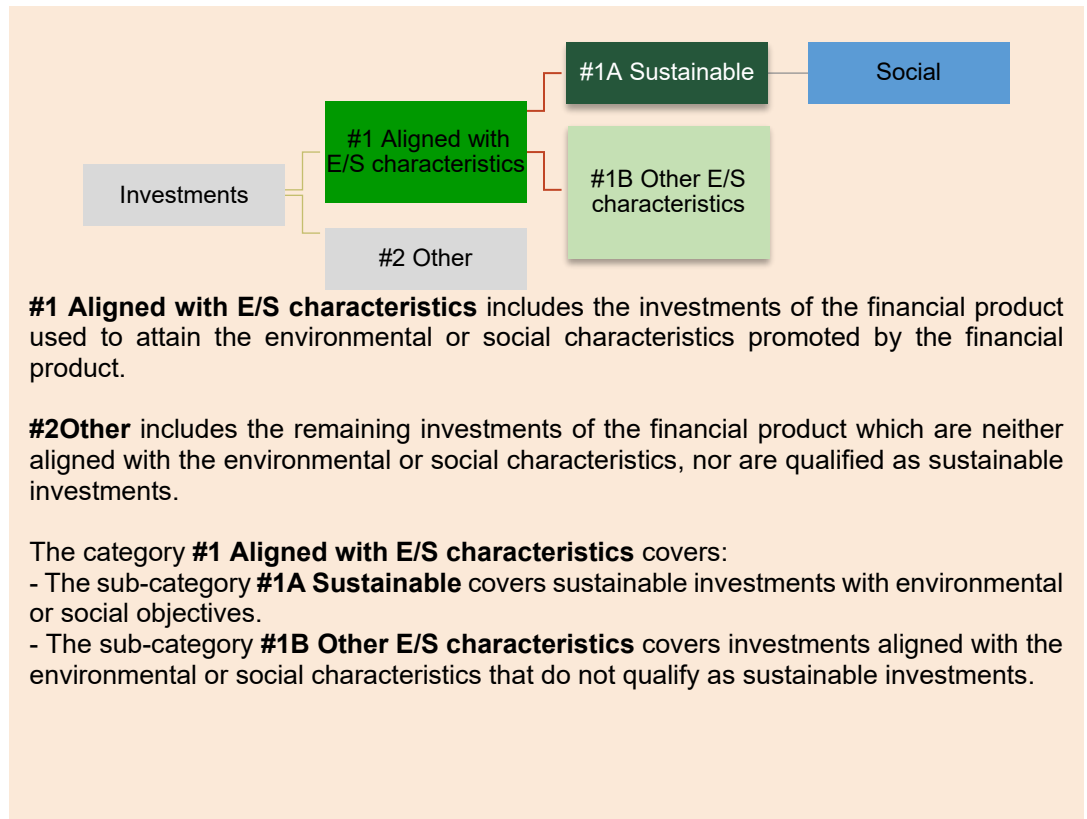 #1A Sustainable
Social
#1 Aligned with
E/S characteristics
#1B Other E/S
characteristics
Investments
#2 Other
#1 Aligned with E/S characteristics includes the investments of the financial product
used to attain the environmental or social characteristics promoted by the financial
product.
#2Other includes the remaining investments of the financial product which are neither
aligned with the environmental or social characteristics, nor are qualified as sustainable
investments.
The category #1 Aligned with E/S characteristics covers:
- The sub-category #1A Sustainable covers sustainable investments with environmental
or social objectives.
- The sub-category #1B Other E/S characteristics covers investments aligned with the
environmental or social characteristics that do not qualify as sustainable investments.